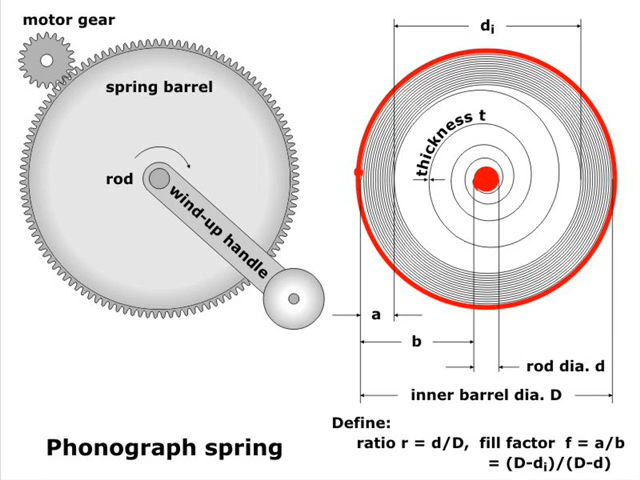 motor gear
spring barrel
rod
wind-up handle
Phonograph spring
dᵢ
thickness t
a
b
rod dia. d
inner barrel dia. D
Define:
ratio r = d/D, fill factor f = a/b
= (D-dᵢ)/(D-d)